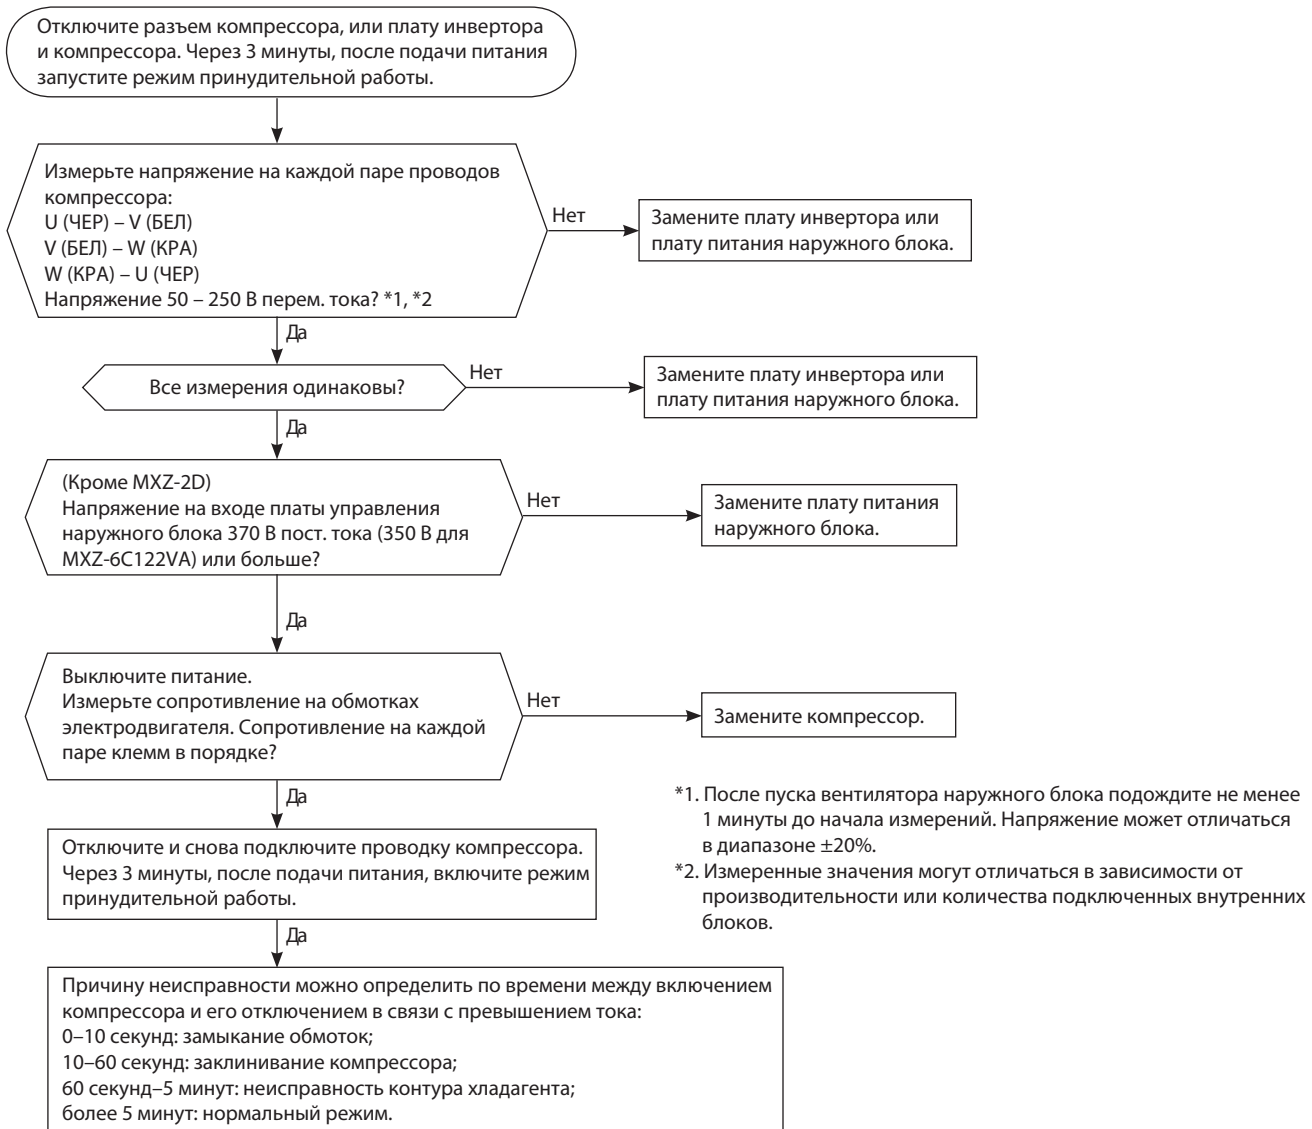 Отключите разъем компрессора, или плату инвертора
и компрессора. Через 3 минуты, после подачи питания
запустите режим принудительной работы.
Измерьте напряжение на каждой паре проводов
компрессора:
U (ЧЕР) – V (БЕЛ)
V (БЕЛ) – W (КРА)
W (КРА) – U (ЧЕР)
Напряжение 50 – 250 В перем. тока? *1, *2
Нет
Замените плату инвертора или
плату питания наружного блока.
Да
Все измерения одинаковы?
Нет
Замените плату инвертора или
плату питания наружного блока.
Да
(Кроме MXZ-2D)
Напряжение на входе платы управления
наружного блока 370 В пост. тока (350 В для
MXZ-6C122VA) или больше?
Нет
Замените плату питания
наружного блока.
Да
Выключите питание.
Измерьте сопротивление на обмотках
электродвигателя. Сопротивление на каждой
паре клемм в порядке?
Нет
Замените компрессор.
Да
Отключите и снова подключите проводку компрессора.
Через 3 минуты, после подачи питания, включите режим
принудительной работы.
Да
Причину неисправности можно определить по времени между включением
компрессора и его отключением в связи с превышением тока:
0–10 секунд: замыкание обмоток;
10–60 секунд: заклинивание компрессора;
60 секунд–5 минут: неисправность контура хладагента;
более 5 минут: нормальный режим.
*1. После пуска вентилятора наружного блока подождите не менее
1 минуты до начала измерений. Напряжение может отличаться
в диапазоне ±20%.
*2. Измеренные значения могут отличаться в зависимости от
производительности или количества подключенных внутренних
блоков.